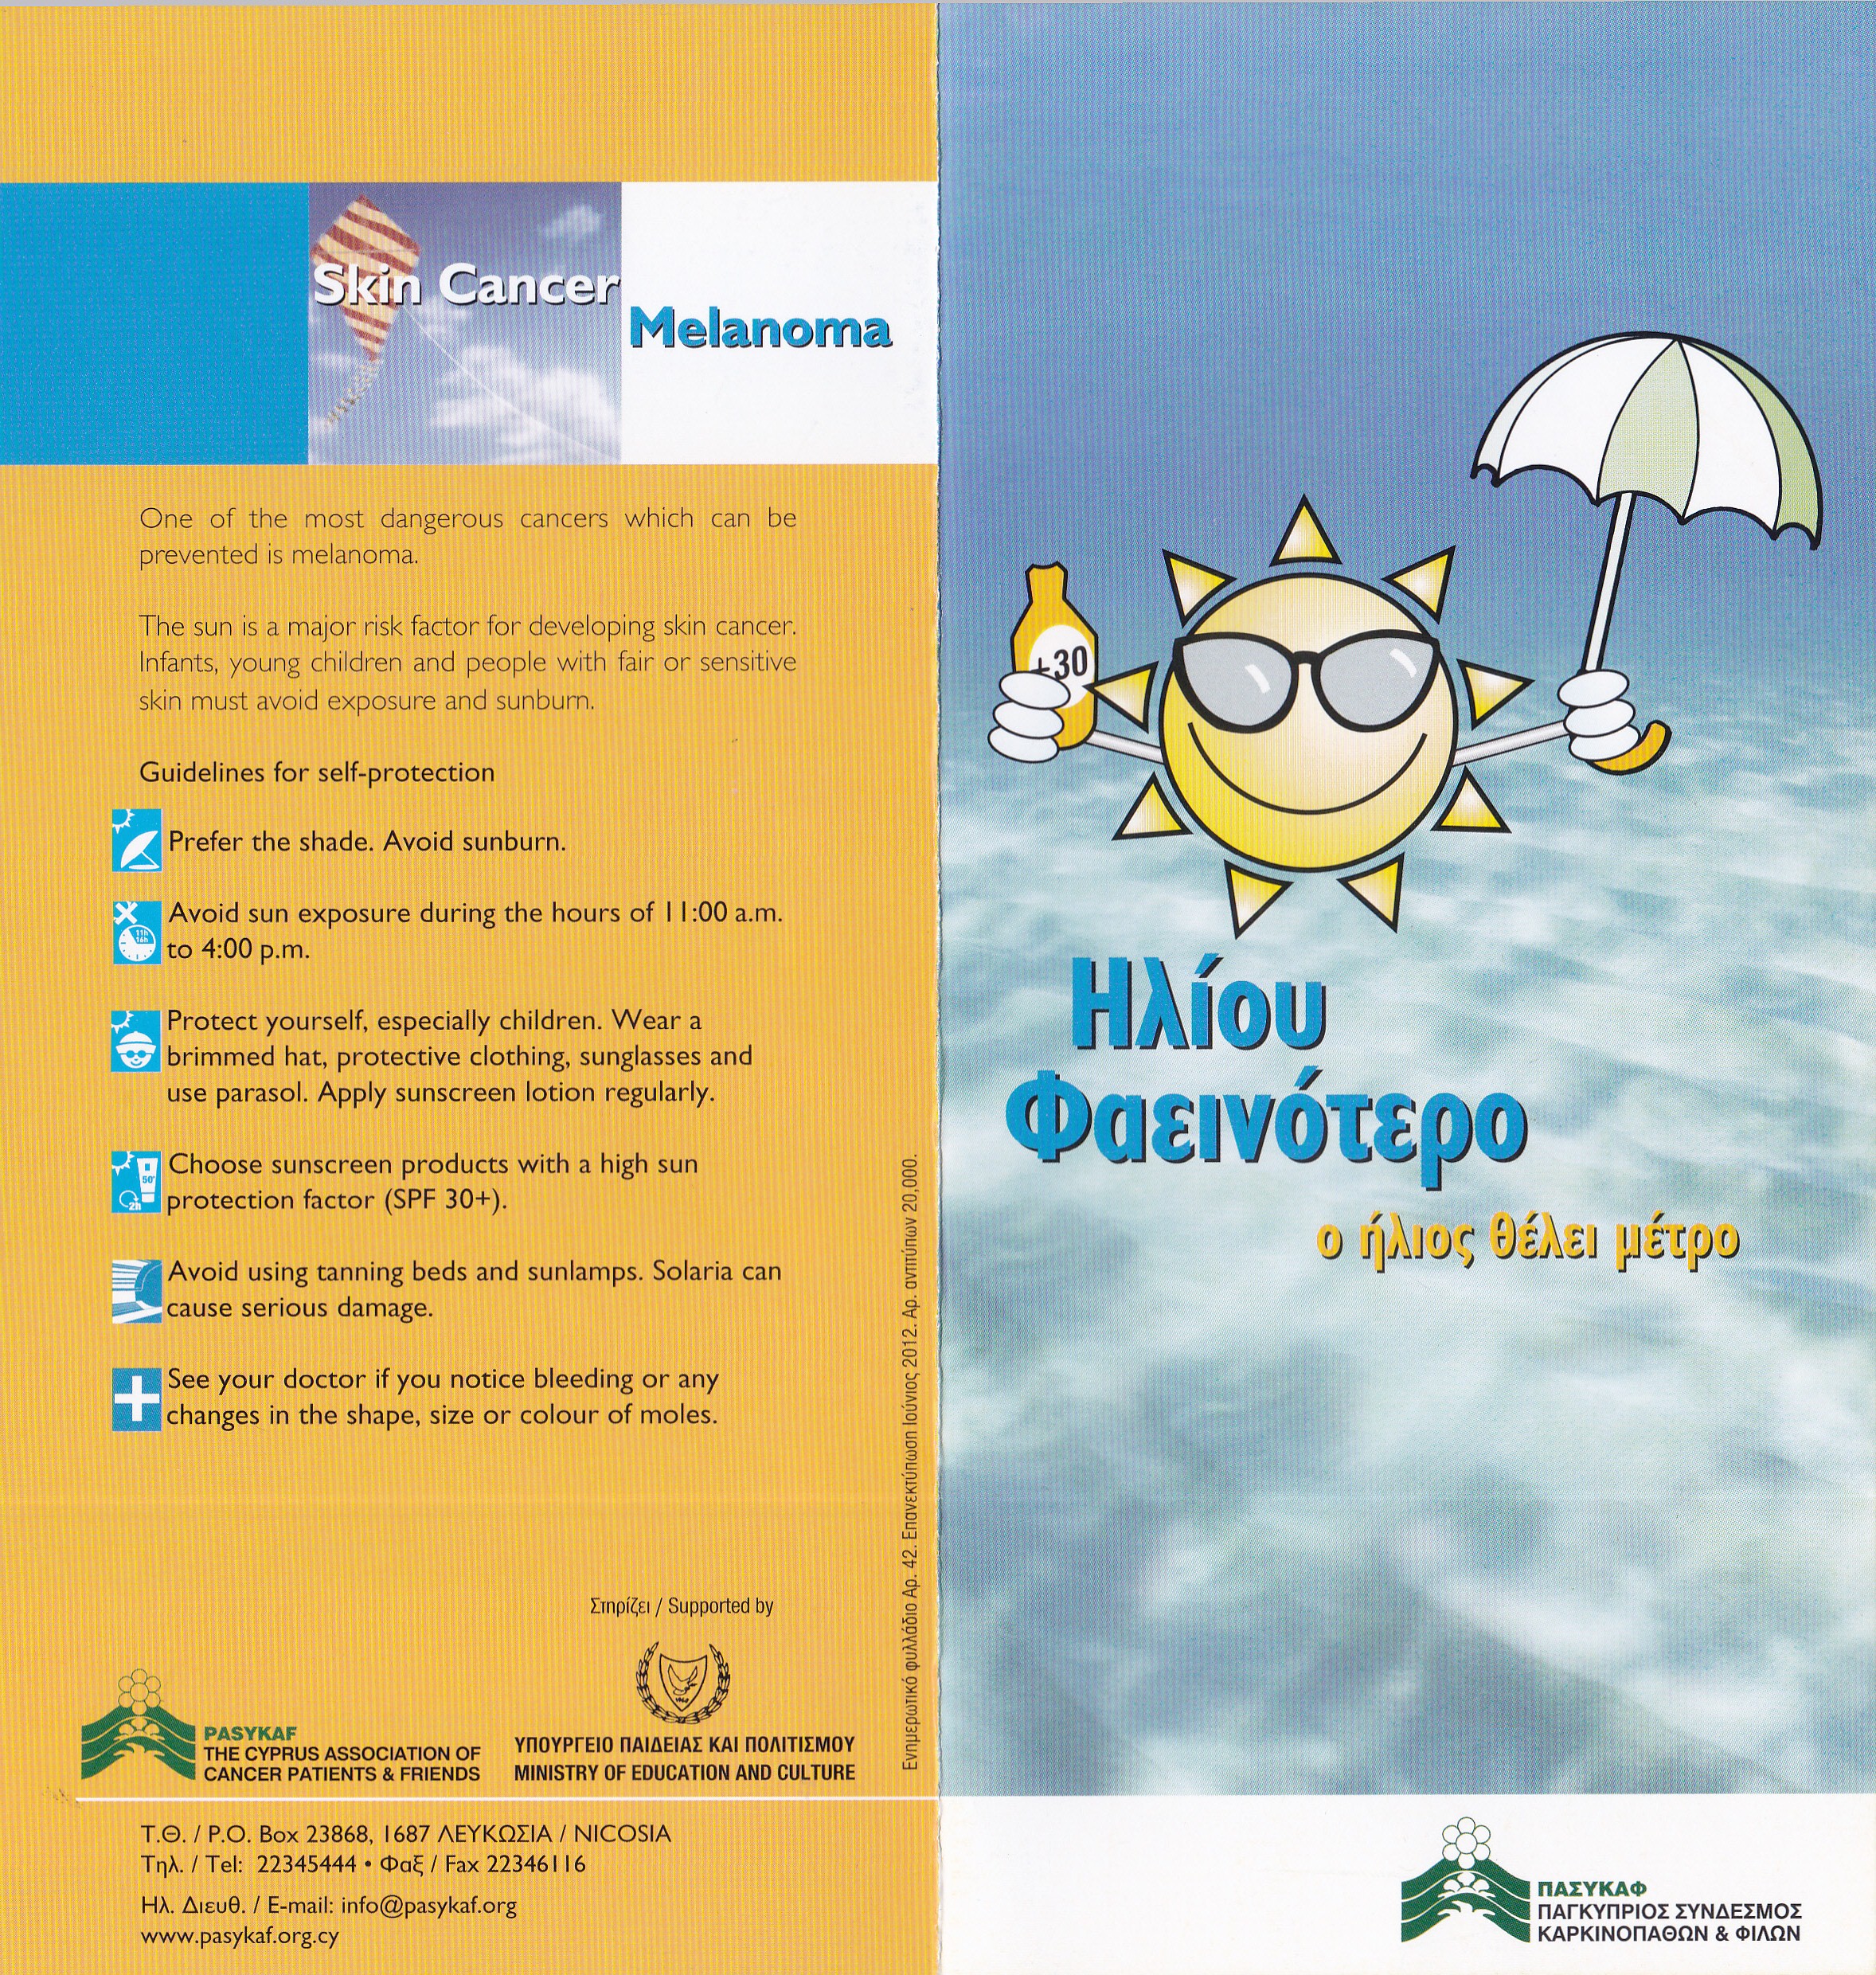 Skin Cancer
Melanoma
One of the most dangerous cancers which can be
prevented is melanoma.
The sun is a major risk factor for developing skin cancer.
Infants, young children and people with fair or sensitive
skin must avoid exposure and sunburn.
Guidelines for self-protection
Prefer the shade. Avoid sunburn.
11h
16h
Avoid sun exposure during the hours of 11:00 a.m.
to 4:00 p.m.
Protect yourself, especially children. Wear a
brimmed hat, protective clothing, sunglasses and
use parasol. Apply sunscreen lotion regularly.
50+
2h
Choose sunscreen products with a high sun
protection factor (SPF 30+).
Avoid using tanning beds and sunlamps. Solaria can
cause serious damage.
See your doctor if you notice bleeding or any
changes in the shape, size or colour of moles.
Στηρίζει / Supported by
PASYKAF
THE CYPRUS ASSOCIATION OF
CANCER PATIENTS & FRIENDS
ΥΠΟΥΡΓΕΙΟ ΠΑΙΔΕΙΑΣ ΚΑΙ ΠΟΛΙΤΙΣΜΟΥ
MINISTRY OF EDUCATION AND CULTURE
Τ.Θ. / P.O. Box 23868, 1687 ΛΕΥΚΩΣΙΑ / NICOSIA
Τηλ. / Tel: 22345444 • Φαξ / Fax 22346116
Ηλ. Διευθ. / E-mail: info@pasykaf.org
www.pasykaf.org.cy
Ενημερωτικό φυλλάδιο Αρ. 42. Επανεκτύπωση Ιούνιος 2012. Αρ. αντιτύπων 20,000.
+30
Ηλίου
Φαεινότερο
ο ήλιος θέλει μέτρο
ΠΑΣΥΚΑΦ
ΠΑΓΚΥΠΡΙΟΣ ΣΥΝΔΕΣΜΟΣ
ΚΑΡΚΙΝΟΠΑΘΩΝ & ΦΙΛΩΝ